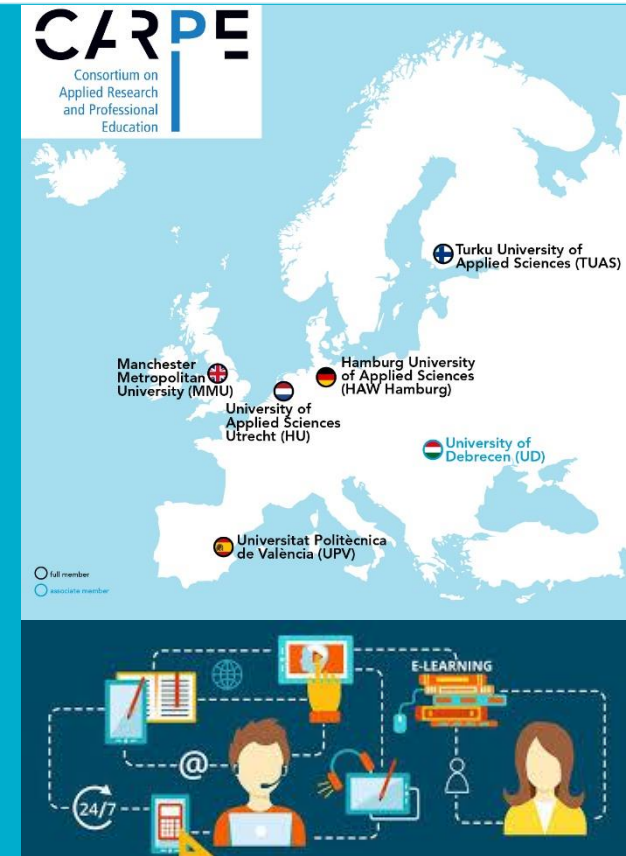 CARPE
Consortium on
Applied Research
and Professional
Education
Turku University of
Applied Sciences (TUAS)
Manchester
Metropolitan
University (MMU)
Hamburg University
of Applied Sciences
(HAW Hamburg)
University of
Applied Sciences
Utrecht (HU)
University of
Debrecen (UD)
Universitat Politècnica
de València (UPV)
full member
associate member
E-LEARNING
@
24/7